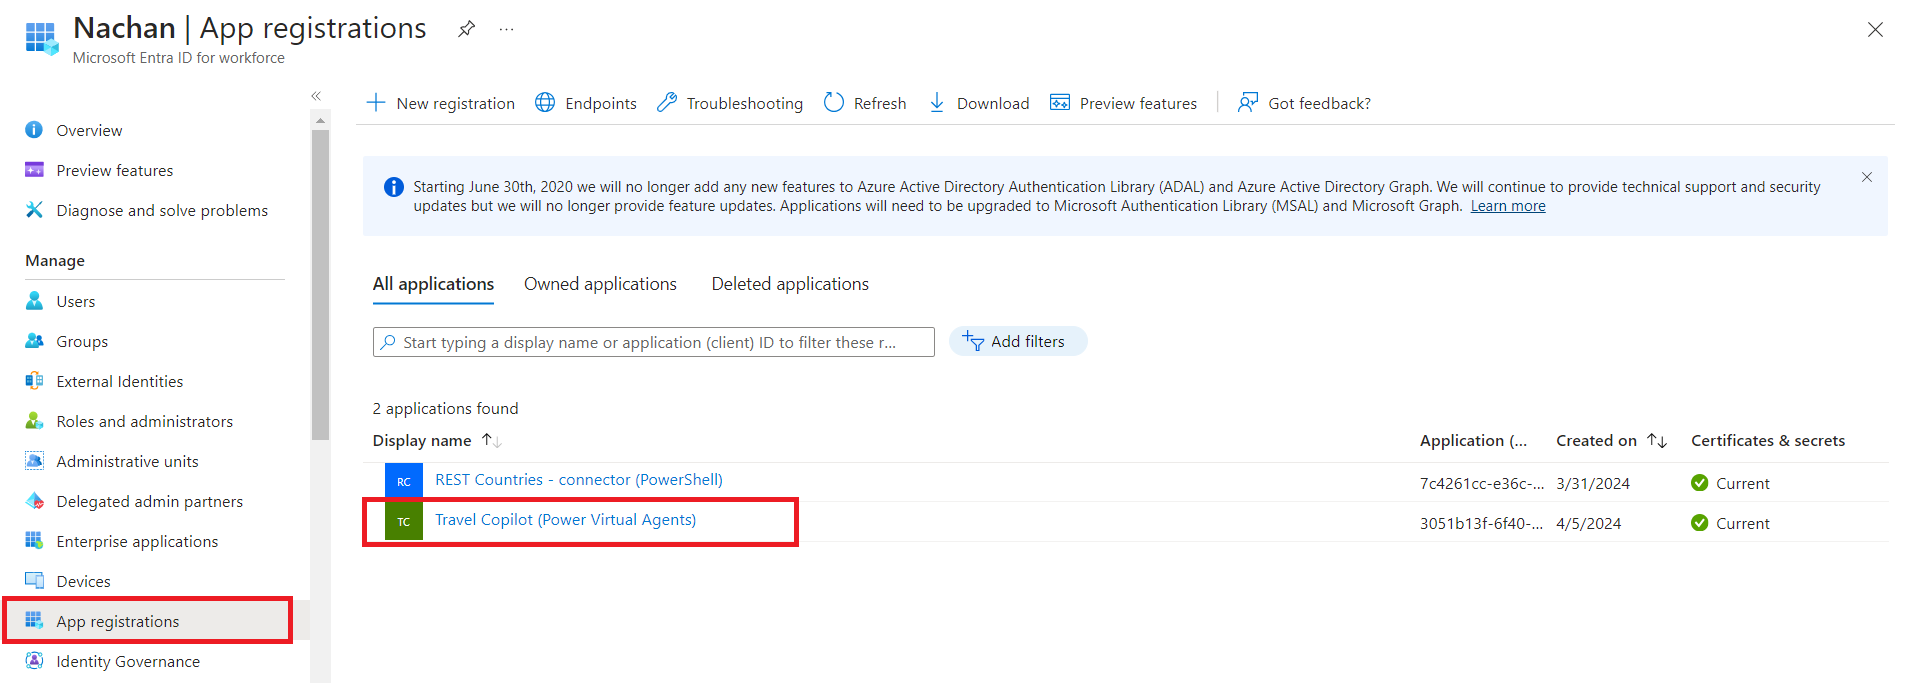 Nachan | App registrations
Microsoft Entra ID for workforce
Overview
Preview features
Diagnose and solve problems
Manage
Users
Groups
External Identities
Roles and administrators
Administrative units
Delegated admin partners
Enterprise applications
Devices
App registrations
Identity Governance
New registration Endpoints Troubleshooting Refresh Download Preview features Got feedback?
Starting June 30th, 2020 we will no longer add any new features to Azure Active Directory Authentication Library (ADAL) and Azure Active Directory Graph. We will continue to provide technical support and security
updates but we will no longer provide feature updates. Applications will need to be upgraded to Microsoft Authentication Library (MSAL) and Microsoft Graph. Learn more
All applications Owned applications Deleted applications
Start typing a display name or application (client) ID to filter these r... Add filters
2 applications found
Display name Application (... Created on Certificates & secrets
RC REST Countries - connector (PowerShell) 7c4261cc-e36c-... 3/31/2024 Current
TC Travel Copilot (Power Virtual Agents) 3051b13f-6f40-... 4/5/2024 Current